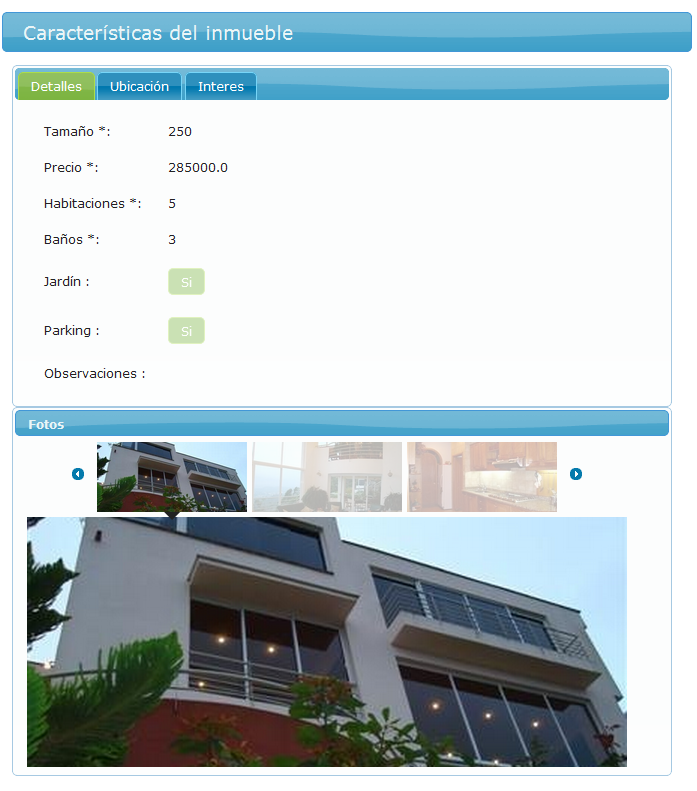 Características del inmueble
Detalles Ubicación Interes
Tamaño *: 250
Precio *: 285000.0
Habitaciones *: 5
Baños *: 3
Jardín : Si
Parking : Si
Observaciones :
Fotos